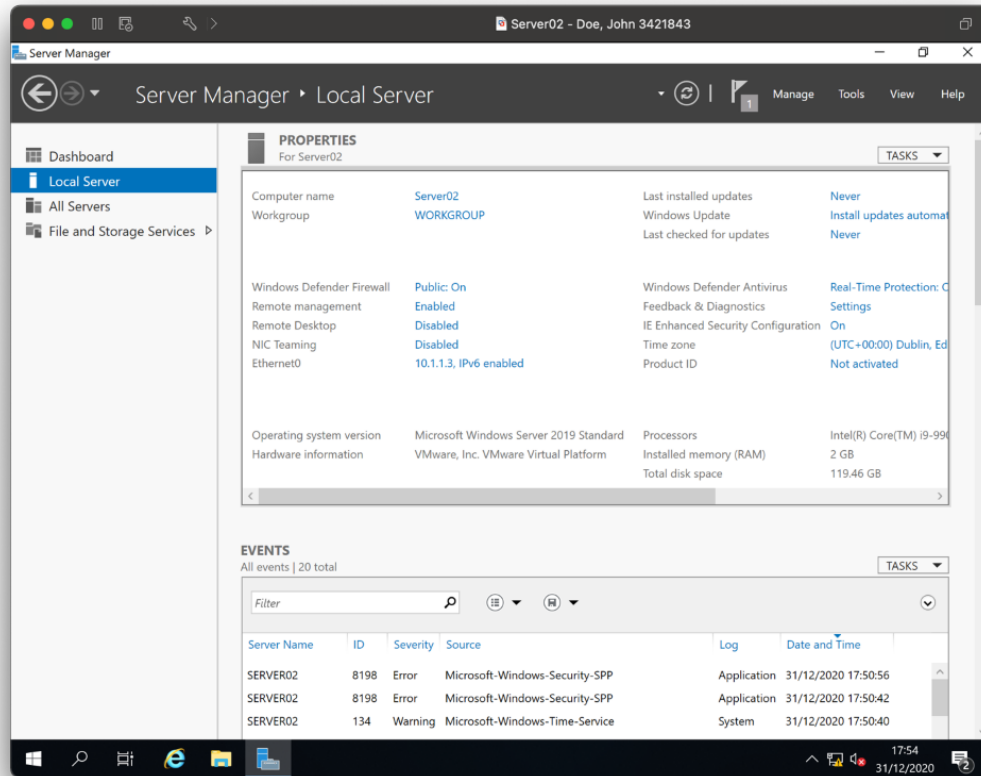 Server02 - Doe, John 3421843
Server Manager
Server Manager • Local Server
1
Manage Tools View Help
Dashboard
Local Server
All Servers
File and Storage Services
PROPERTIES
For Server02
TASKS
Computer name Server02 Last installed updates Never
Workgroup WORKGROUP Windows Update Install updates automat
Last checked for updates Never
Windows Defender Firewall Public: On Windows Defender Antivirus Real-Time Protection:
Remote management Enabled Feedback & Diagnostics Settings
Remote Desktop Disabled IE Enhanced Security Configuration On
NIC Teaming Disabled Time zone (UTC+00:00) Dublin, Ed
Ethernet0 10.1.1.3, IPv6 enabled Product ID Not activated
Operating system version Microsoft Windows Server 2019 Standard Processors Intel(R) Core(TM) i9-990
Hardware information VMware, Inc. VMware Virtual Platform Installed memory (RAM) 2 GB
Total disk space 119.46 GB
EVENTS
All events | 20 total
TASKS
Filter
Server Name ID Severity Source Log Date and Time
SERVER02 8198 Error Microsoft-Windows-Security-SPP Application 31/12/2020 17:50:56
SERVER02 8198 Error Microsoft-Windows-Security-SPP Application 31/12/2020 17:50:42
SERVER02 134 Warning Microsoft-Windows-Time-Service System 31/12/2020 17:50:40
17:54
31/12/2020
2